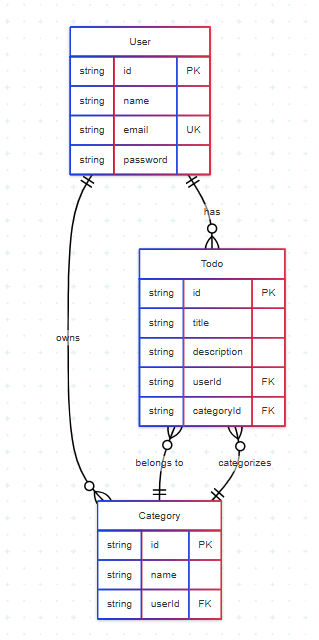 User
string id PK
string name
string email UK
string password
has
Todo
string id PK
string title
string description
string userId FK
string categoryId FK
owns
belongs to
categorizes
Category
string id PK
string name
string userId FK